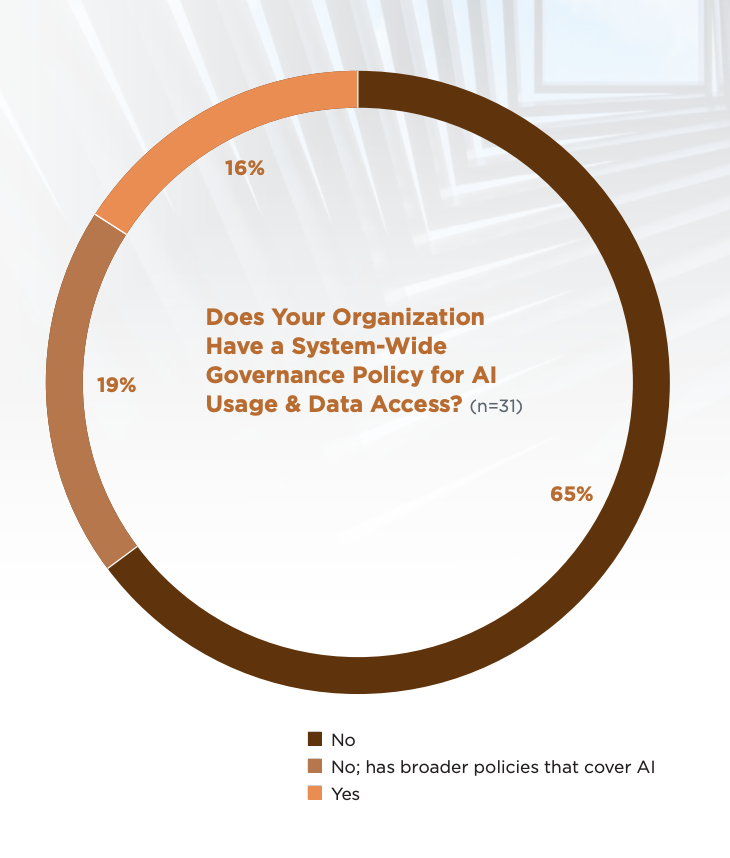 16%
Does Your Organization
Have a System-Wide
Governance Policy for AI
Usage & Data Access? (n=31)
19%
65%
No
No; has broader policies that cover AI
Yes